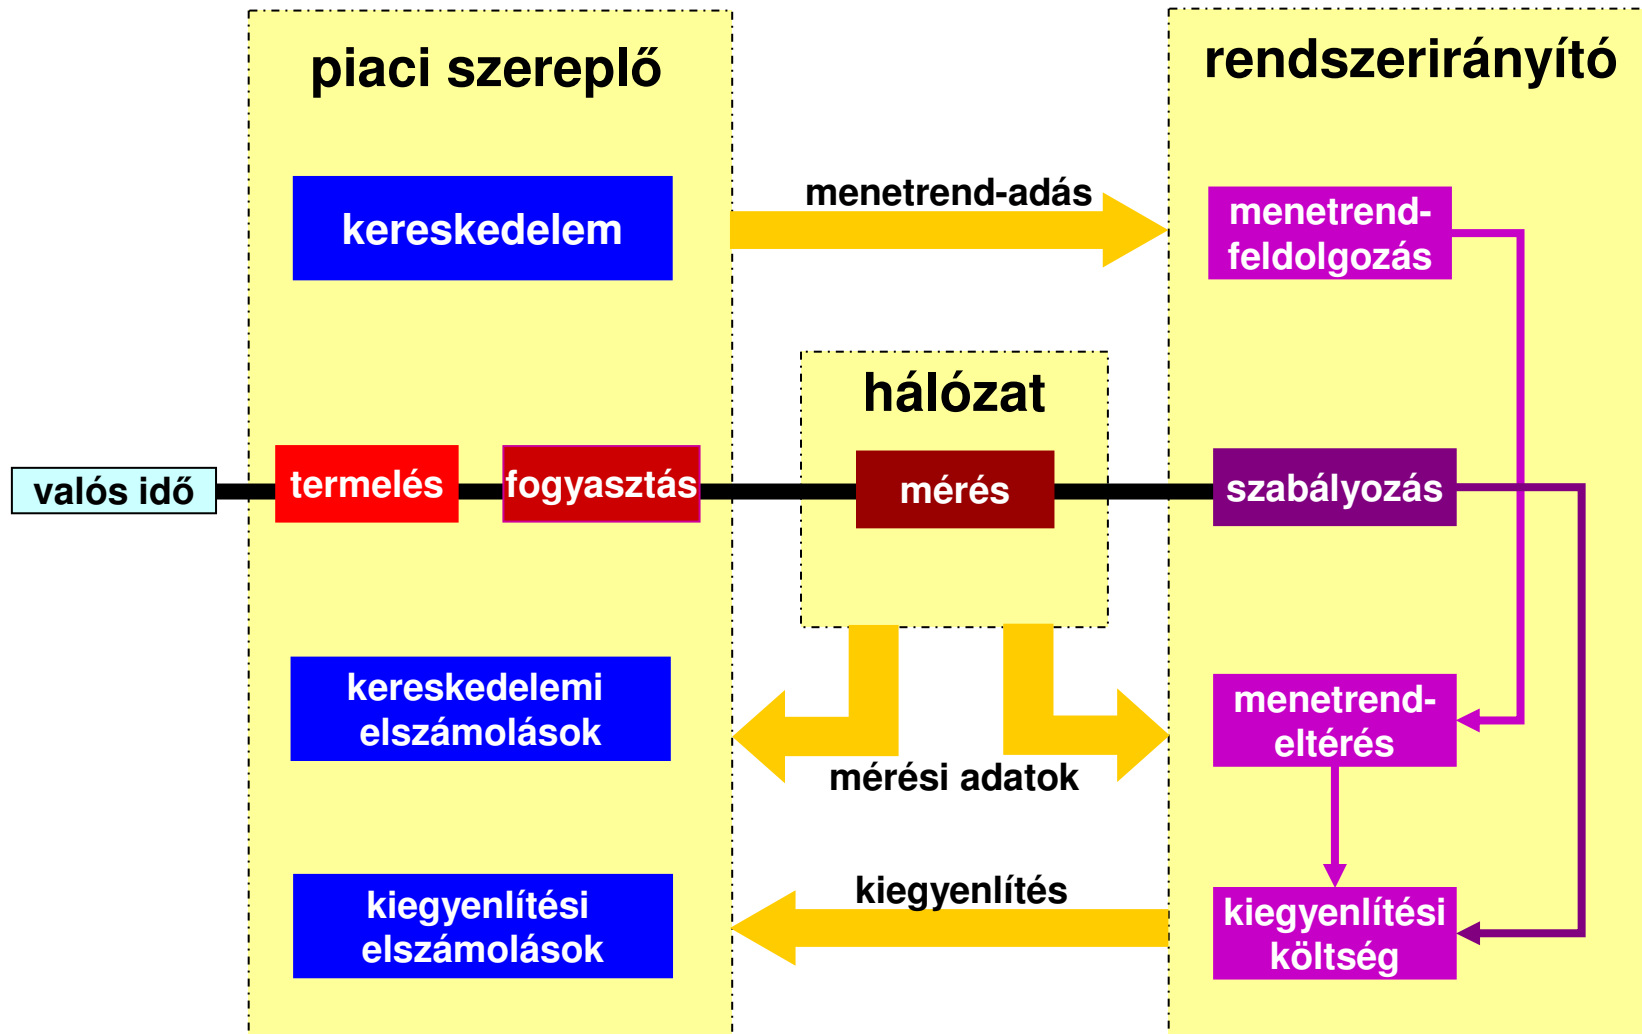 piaci szereplő
rendszerirányító
kereskedelem
menetrend-adás
menetrend-
feldolgozás
hálózat
valós idő
termelés
fogyasztás
mérés
szabályozás
kereskedelmi
elszámolások
mérési adatok
menetrend-
eltérés
kiegyenlítési
elszámolások
kiegyenlítés
kiegyenlítési
költség